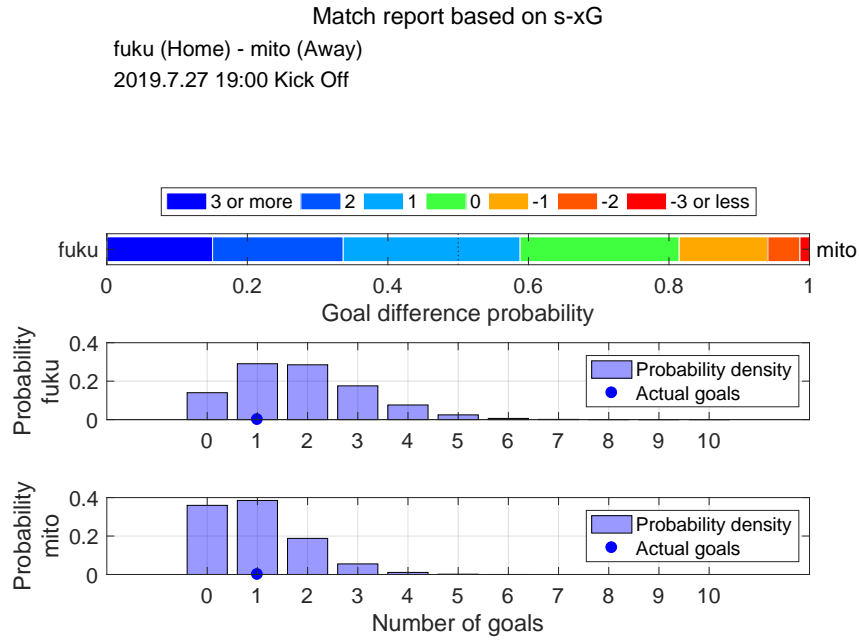 Match report based on s-xG
fuku (Home) - mito (Away)
2019.7.27 19:00 Kick Off
3 or more 2 1 0 -1 -2 -3 or less
fuku mito
0 0.2 0.4 0.6 0.8 1
Goal difference probability
Probability
fuku
0.4
0.2
0
Probability density
Actual goals
0 1 2 3 4 5 6 7 8 9 10
Probability
mito
0.4
0.2
0
Probability density
Actual goals
0 1 2 3 4 5 6 7 8 9 10
Number of goals